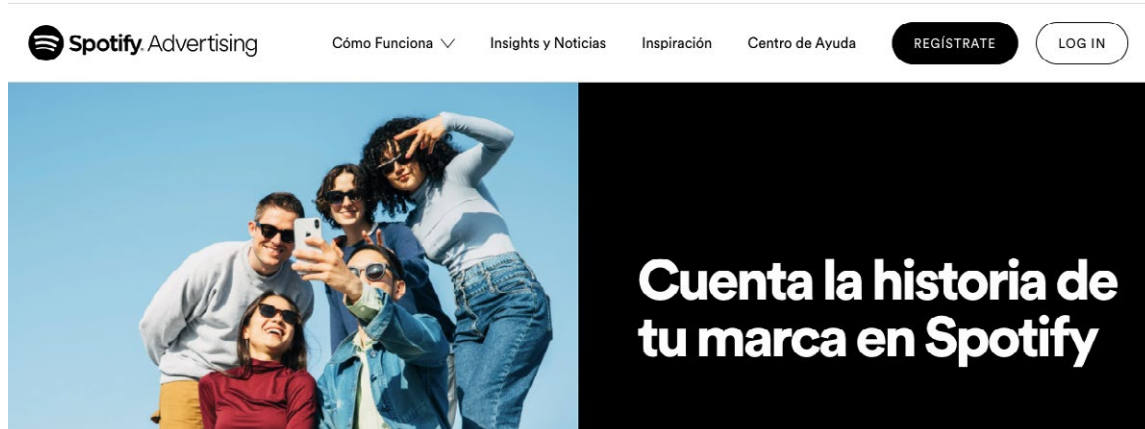 Spotify Advertising
Cómo Funciona
Insights y Noticias
Inspiración
Centro de Ayuda
REGÍSTRATE
LOG IN
Cuenta la historia de
tu marca en Spotify